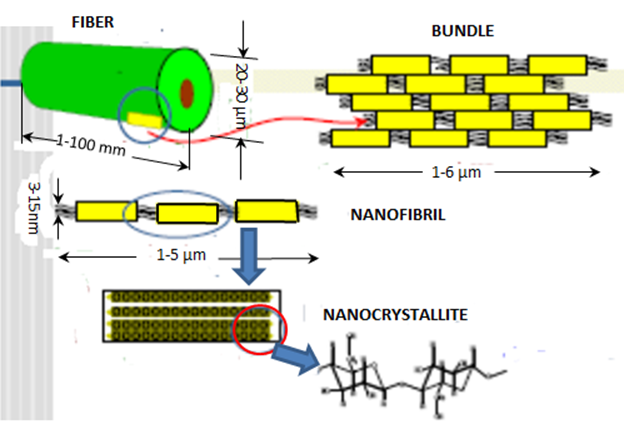 FIBER
BUNDLE
20-30 µm
1-100 mm
1-6 µm
3-15nm
NANOFIBRIL
1-5 µm
NANOCRYSTALLITE